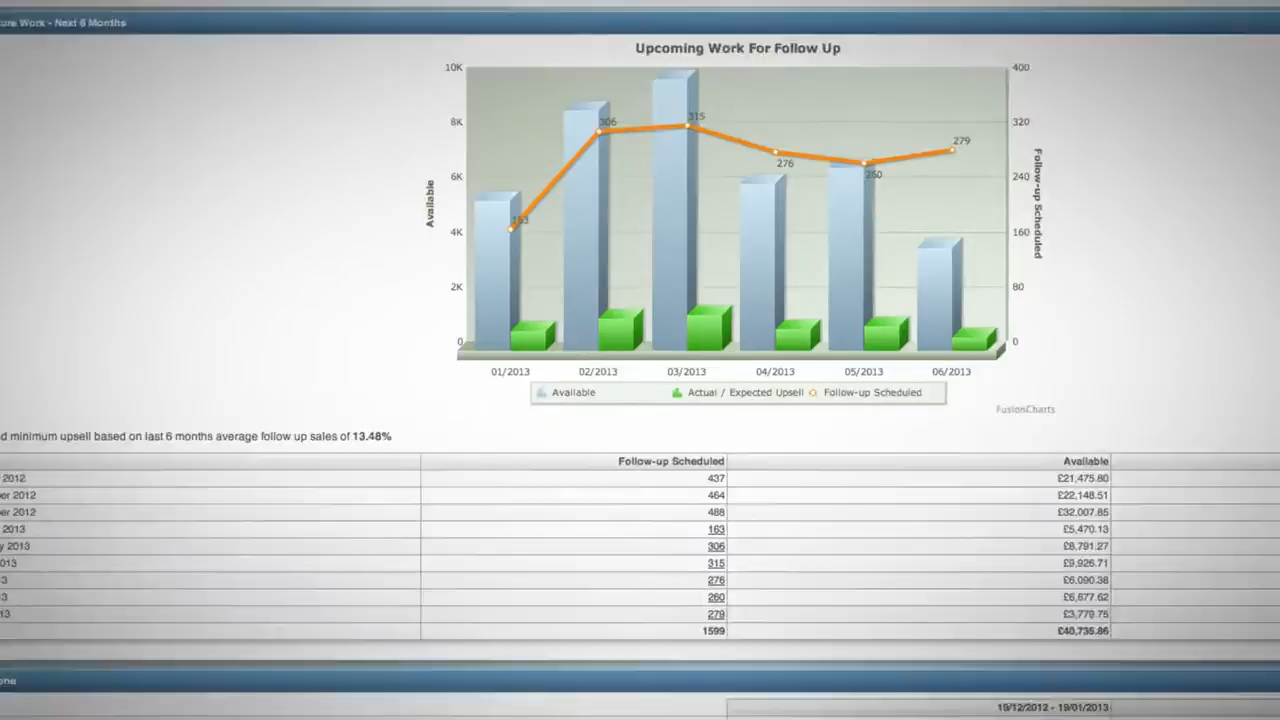 ure Work - Next 6 Months
Upcoming Work For Follow Up
10K
8K
6K
4K
2K
0
Available
400
320
240
160
80
0
Follow-up Scheduled
163
306
315
276
260
279
01/2013 02/2013 03/2013 04/2013 05/2013 06/2013
Available Actual / Expected Upsell Follow-up Scheduled
FusionCharts
d minimum upsell based on last 6 months average follow up sales of 13.48%
Follow-up Scheduled Available
2012 437 £21,475.80
er 2012 464 £22,148.51
er 2012 488 £32,007.85
2013 163 £5,470.13
y 2013 306 £8,791.27
013 315 £9,926.71
3 276 £6,090.38
3 260 £6,677.62
13 279 £3,779.75
1599 £40,735.86
one
19/12/2012 - 19/01/2013